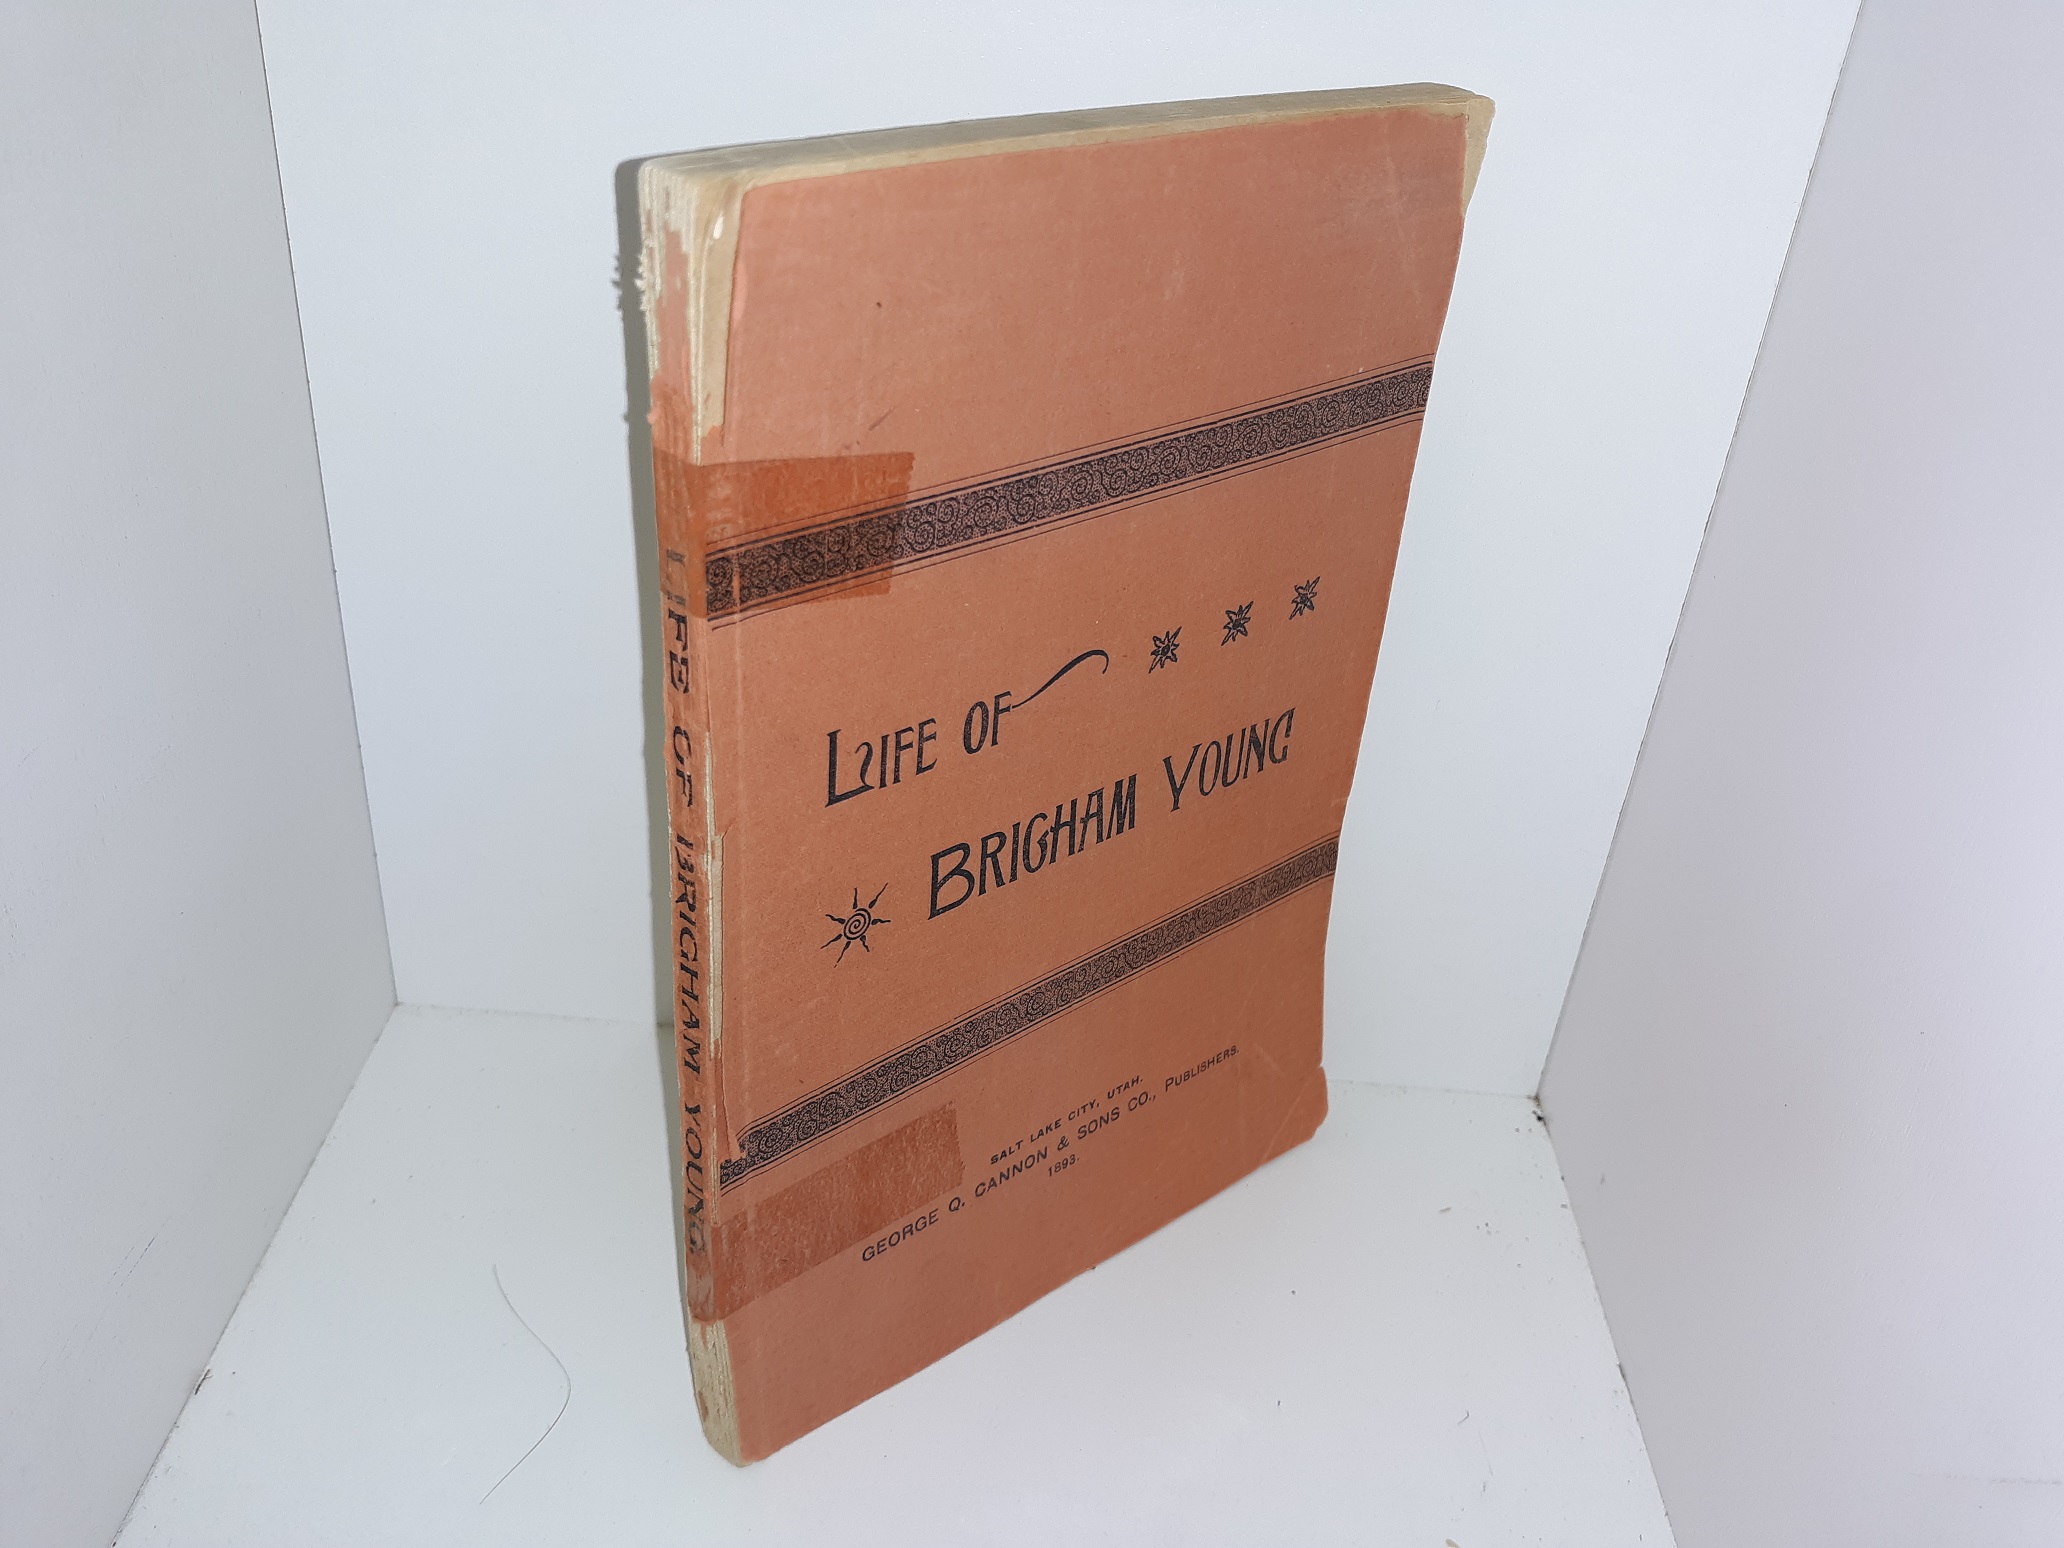 LIFE OF BRIGHAM YOUNG
LIFE OF
BRIGHAM YOUNG
SALT LAKE CITY, UTAH.
GEORGE Q. CANNON & SONS CO., PUBLISHERS.
1893.